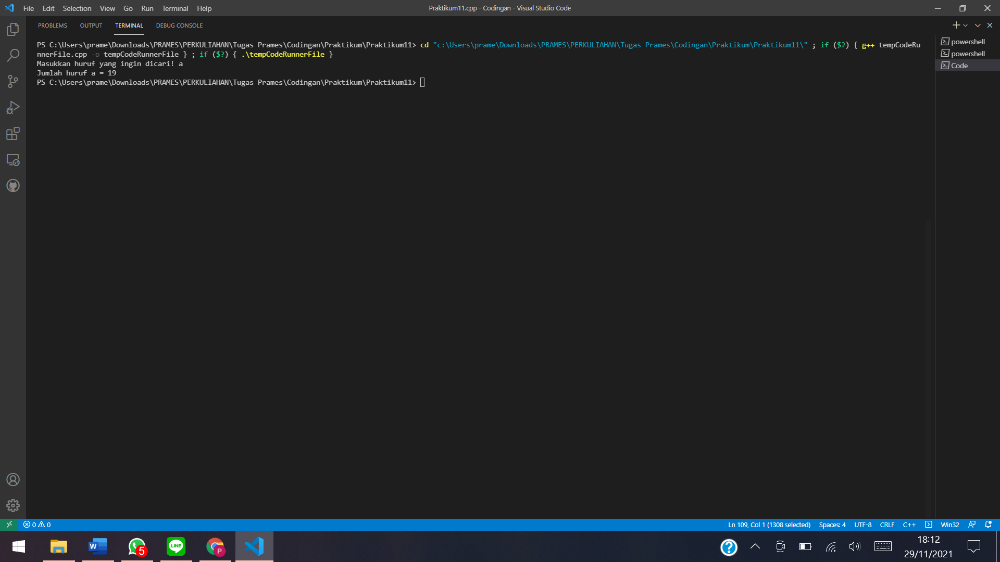 File Edit Selection View Go Run Terminal Help
Praktikum11.cpp - Codingan - Visual Studio Code
PROBLEMS OUTPUT TERMINAL DEBUG CONSOLE
PS C:\Users\prame\Downloads\PRAMES\PERKULIAHAN\Tugas Prames\Codingan\Praktikum\Praktikum11> cd "c:\Users\prame\Downloads\PRAMES\PERKULIAHAN\Tugas Prames\Codingan\Praktikum\Praktikum11\" ; if ($?) { g++ tempCodeRu
nnerFile.cpp -o tempCodeRunnerFile } ; if ($?) { .\tempCodeRunnerFile }
Masukkan huruf yang ingin dicari! a
Jumlah huruf a = 19
PS C:\Users\prame\Downloads\PRAMES\PERKULIAHAN\Tugas Prames\Codingan\Praktikum\Praktikum11>
powershell
powershell
Code
0 0
Ln 109, Col 1 (1308 selected) Spaces: 4 UTF-8 CRLF C++ Win32
W 5 LINE P ?
18:12
29/11/2021